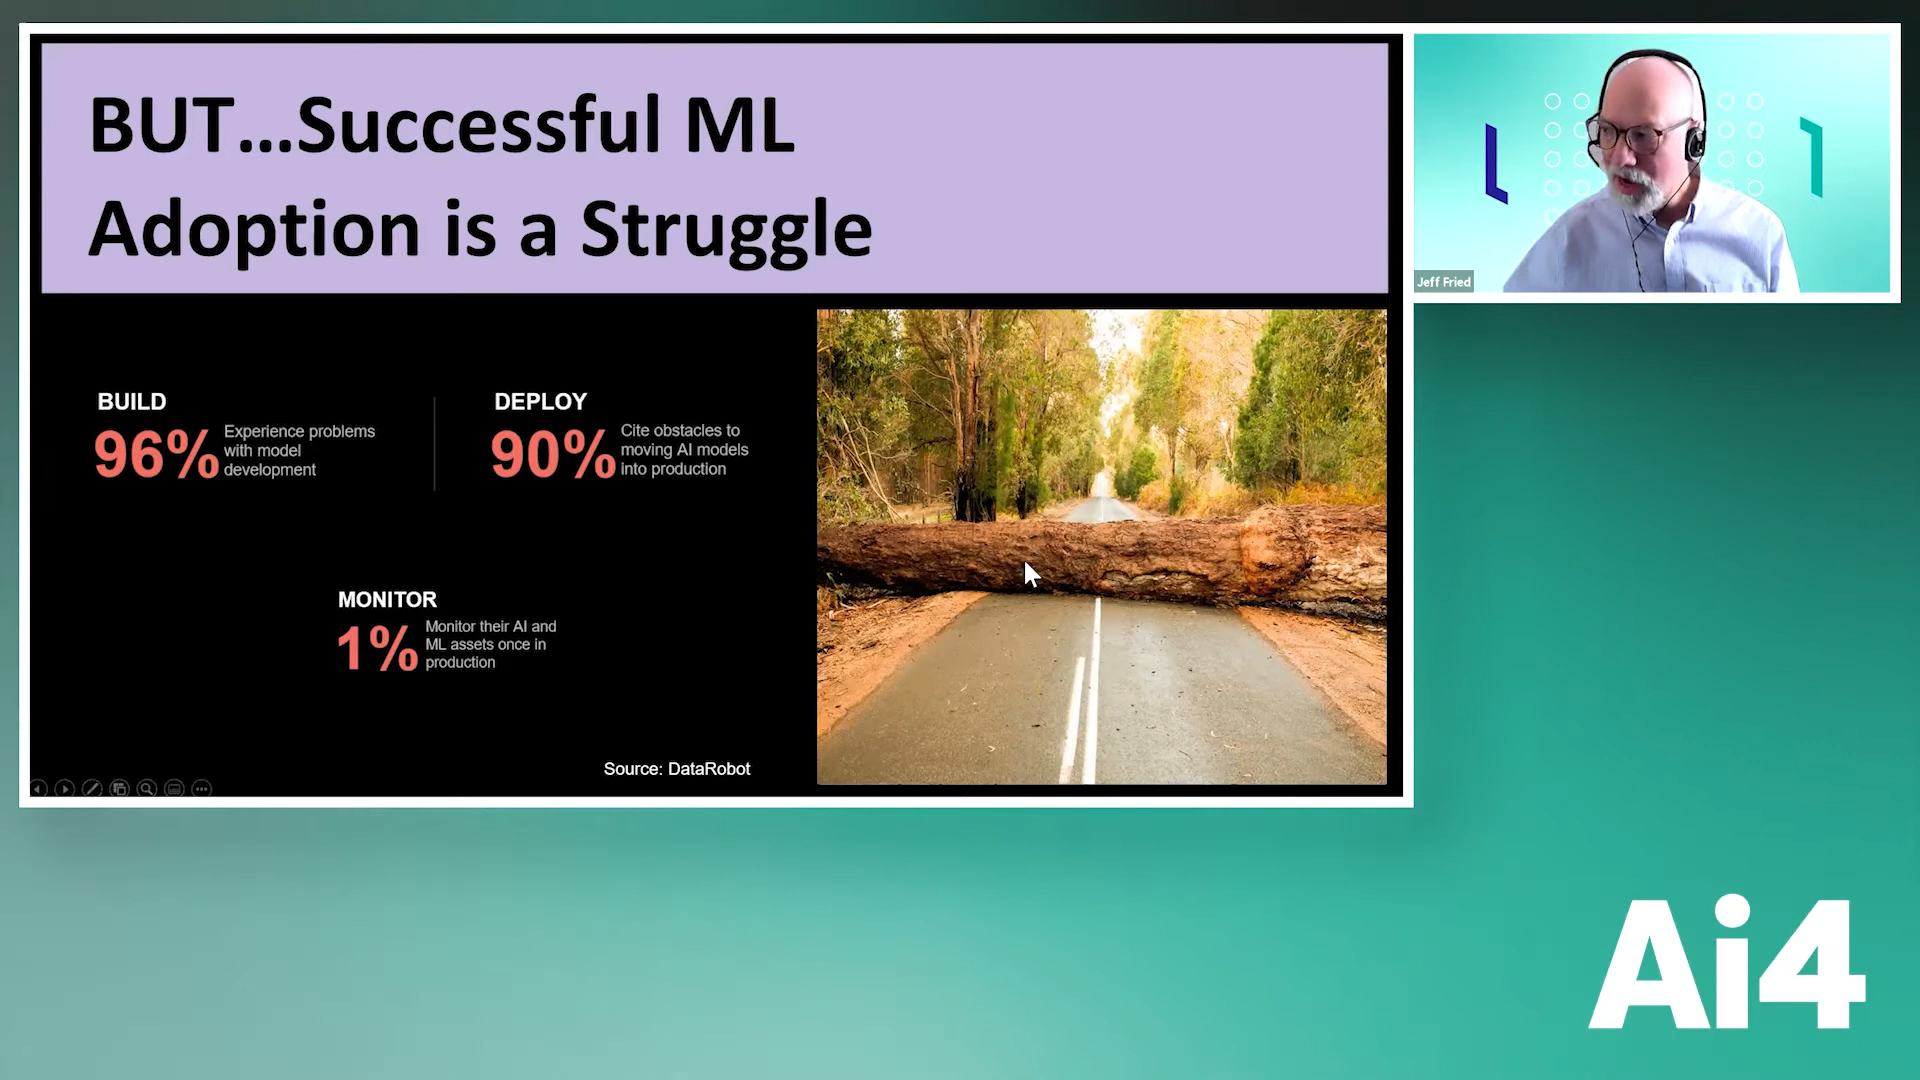 BUT...Successful ML
Adoption is a Struggle
BUILD
96%
Experience problems
with model
development
DEPLOY
90%
Cite obstacles to
moving AI models
into production
MONITOR
1%
Monitor their AI and
ML assets once in
production
Source: DataRobot
Jeff Fried
Ai4